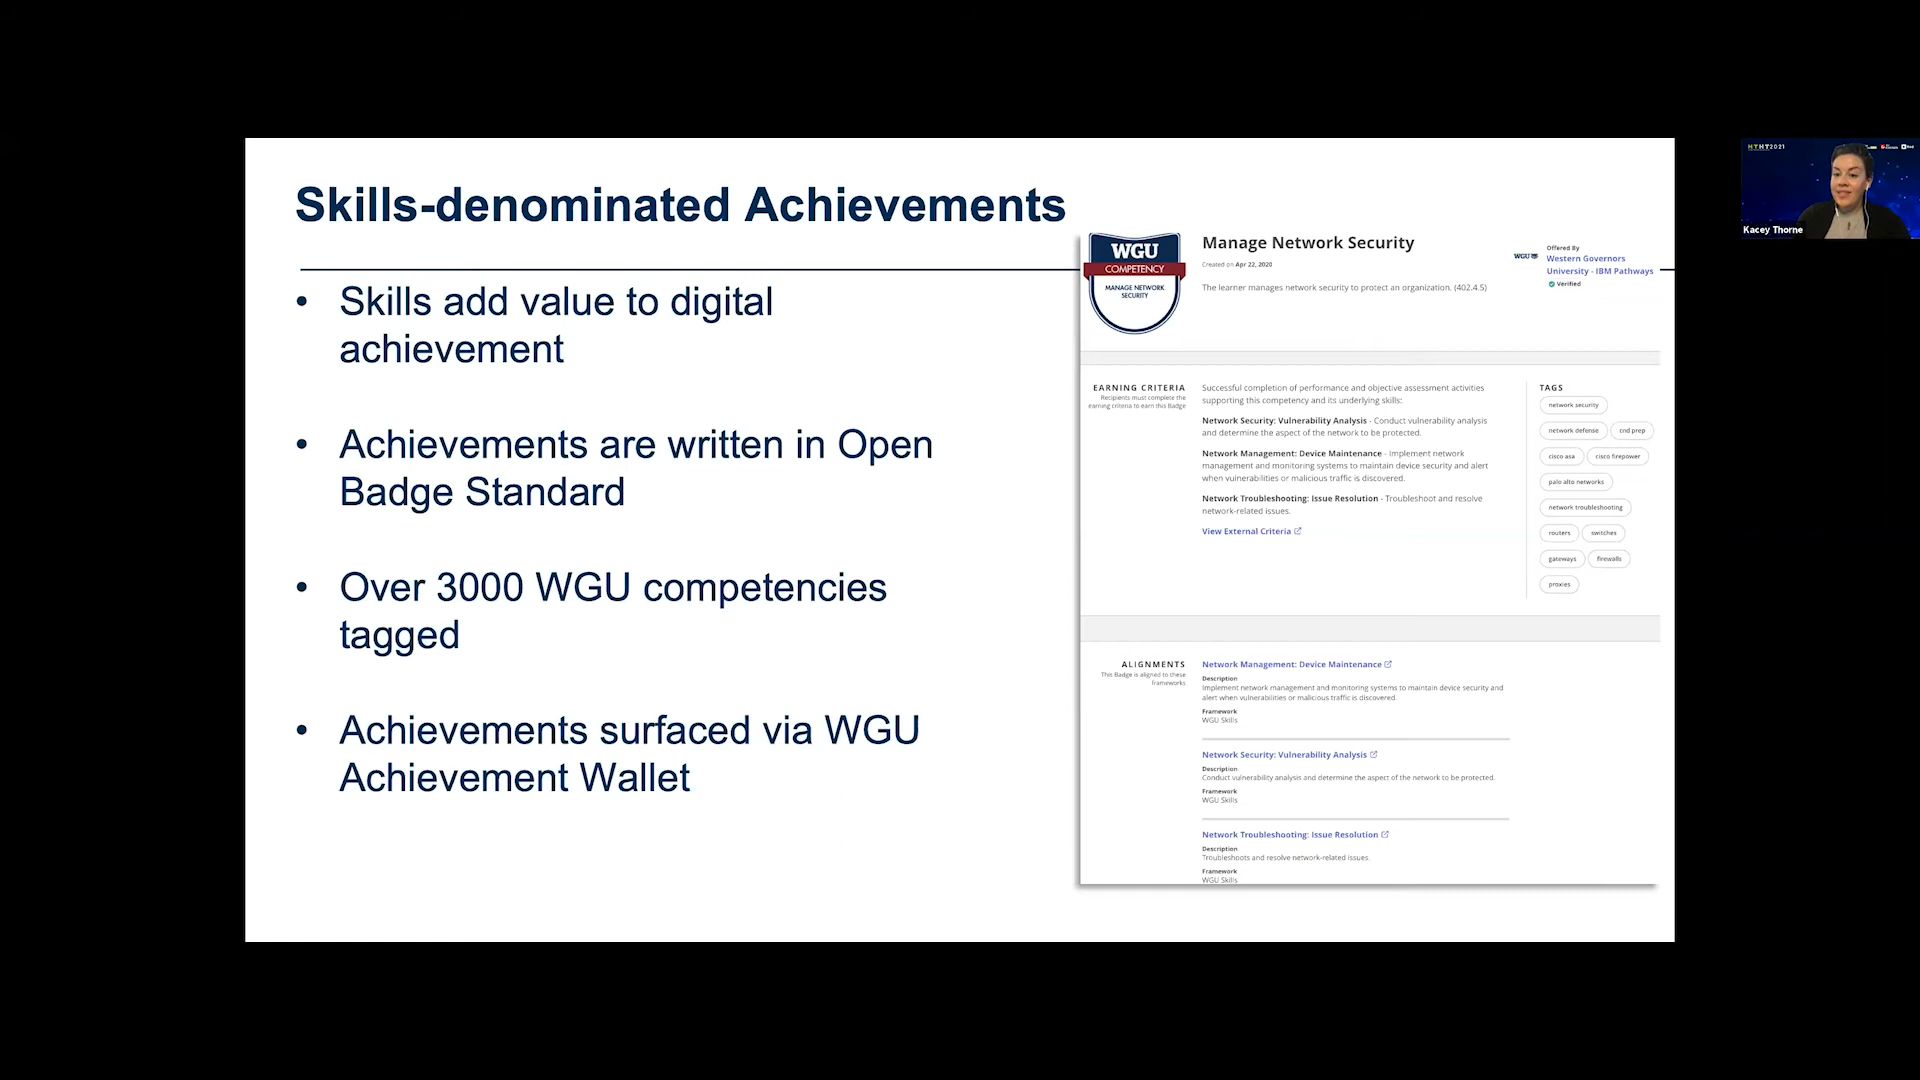 Skills-denominated Achievements
• Skills add value to digital
achievement
• Achievements are written in Open
Badge Standard
• Over 3000 WGU competencies
tagged
• Achievements surfaced via WGU
Achievement Wallet
WGU
COMPETENCY
MANAGE NETWORK
SECURITY
Manage Network Security
Created on Apr 22, 2020
The learner manages network security to protect an organization. (402.4.5)
WGU
Offered By
Western Governors
University - IBM Pathways
Verified
EARNING CRITERIA
Recipients must complete the
earning criteria to earn this Badge
Successful completion of performance and objective assessment activities
supporting this competency and its underlying skills:
Network Security: Vulnerability Analysis - Conduct vulnerability analysis
and determine the aspect of the network to be protected.
Network Management: Device Maintenance - Implement network
management and monitoring systems to maintain device security and alert
when vulnerabilities or malicious traffic is discovered.
Network Troubleshooting: Issue Resolution - Troubleshoot and resolve
network-related issues.
View External Criteria
TAGS
network security
network defense cnd prep
cisco asa cisco firepower
palo alto networks
network troubleshooting
routers switches
gateways firewalls
proxies
ALIGNMENTS
This Badge is aligned to these
frameworks
Network Management: Device Maintenance
Description
Implement network management and monitoring systems to maintain device security and
alert when vulnerabilities or malicious traffic is discovered.
Framework
WGU Skills
Network Security: Vulnerability Analysis
Description
Conduct vulnerability analysis and determine the aspect of the network to be protected.
Framework
WGU Skills
Network Troubleshooting: Issue Resolution
Description
Troubleshoots and resolve network-related issues.
Framework
WGU Skills
HTHT2021
Kacey Thorne